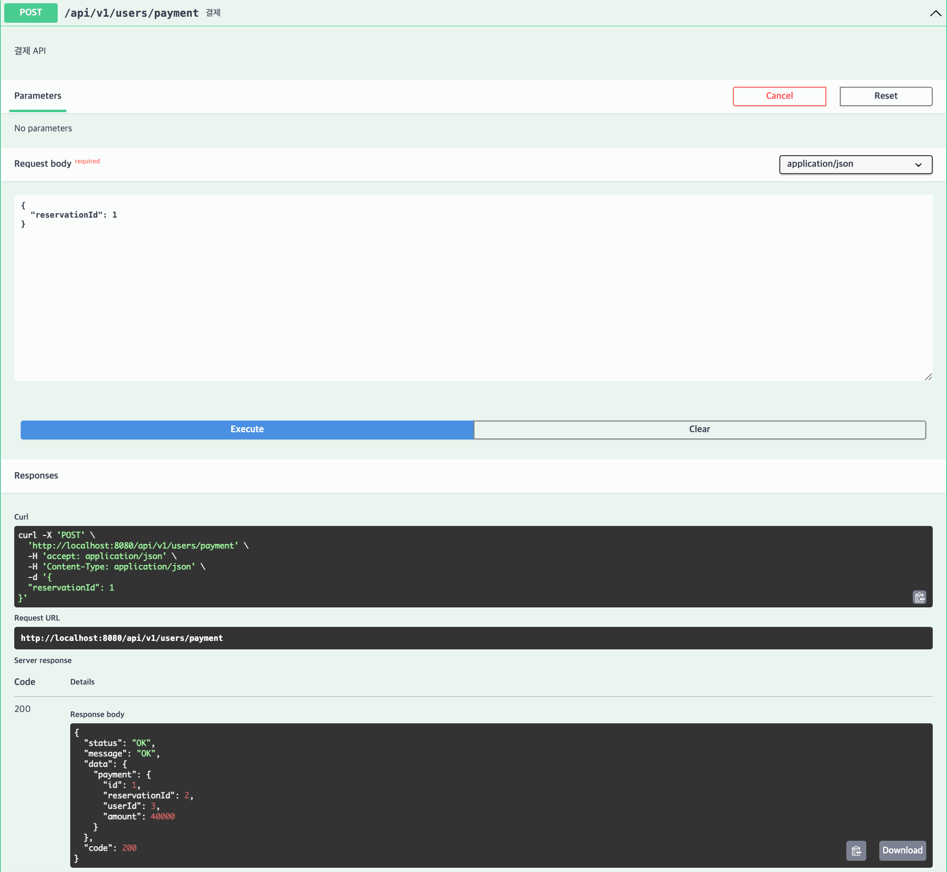 POST /api/v1/users/payment 결제
결제 API
Parameters
Cancel
Reset
No parameters
Request body required
application/json
{
  "reservationId": 1
}
Execute
Clear
Responses
Curl
curl -X 'POST' \
  'http://localhost:8080/api/v1/users/payment' \
  -H 'accept: application/json' \
  -H 'Content-Type: application/json' \
  -d '{
  "reservationId": 1
}'
Request URL
http://localhost:8080/api/v1/users/payment
Server response
Code Details
200
Response body
{
  "status": "OK",
  "message": "OK",
  "data": {
    "payment": {
      "id": 1,
      "reservationId": 2,
      "userId": 3,
      "amount": 40000
    }
  },
  "code": 200
}
Download